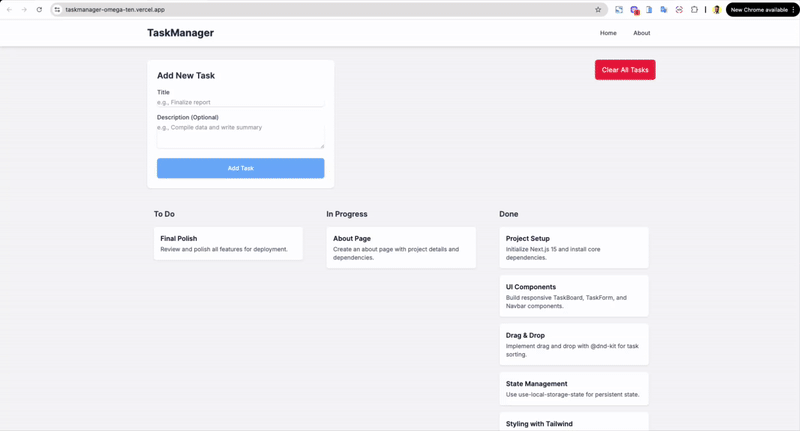 taskmanager-omega-ten.vercel.app
New Chrome available
TaskManager
Home
About
Add New Task
Title
e.g., Finalize report
Description (Optional)
e.g., Compile data and write summary
Add Task
Clear All Tasks
To Do
Final Polish
Review and polish all features for deployment.
In Progress
About Page
Create an about page with project details and
dependencies.
Done
Project Setup
Initialize Next.js 15 and install core
dependencies.
UI Components
Build responsive TaskBoard, TaskForm, and
Navbar components.
Drag & Drop
Implement drag and drop with @dnd-kit for task
sorting.
State Management
Use use-local-storage-state for persistent state.
Styling with Tailwind